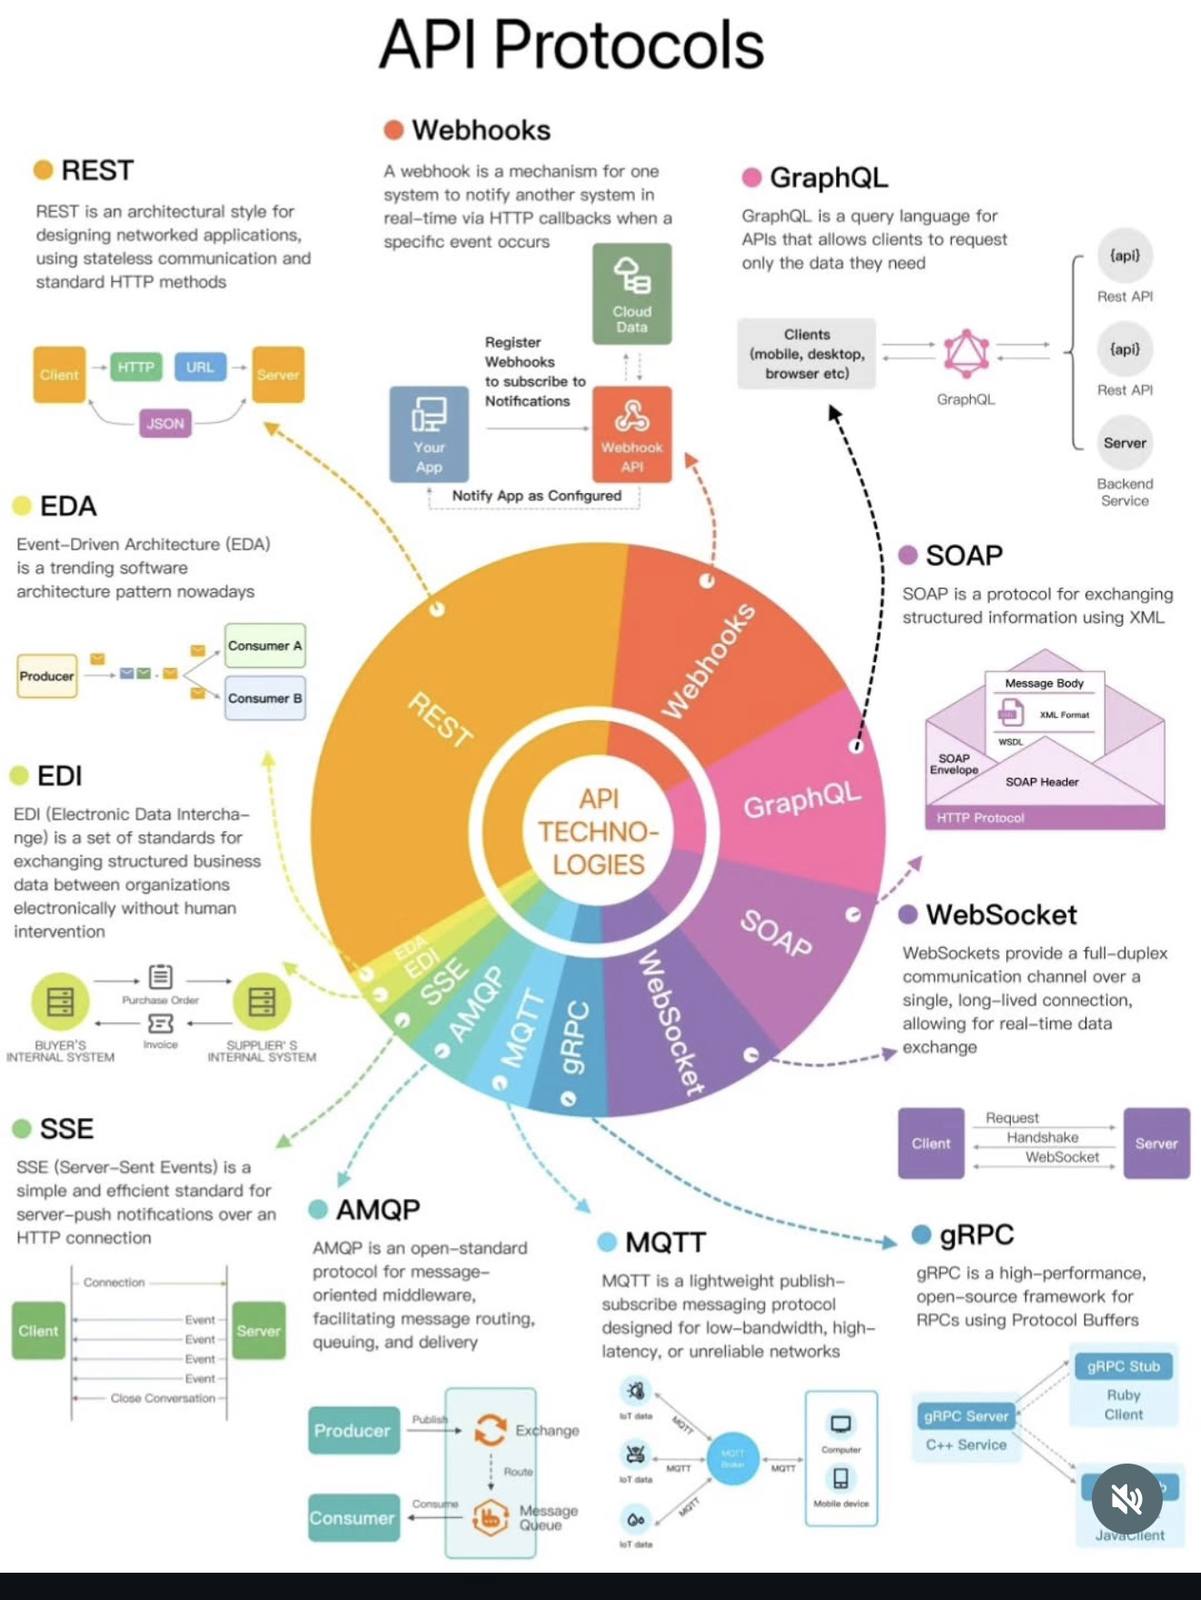 API Protocols
Webhooks
A webhook is a mechanism for one
system to notify another system in
real-time via HTTP callbacks when a
specific event occurs
Cloud
Data
Register
Webhooks
to subscribe to
Notifications
Your
App
Webhook
API
Notify App as Configured
REST
REST is an architectural style for
designing networked applications,
using stateless communication and
standard HTTP methods
Client
HTTP
URL
Server
JSON
GraphQL
GraphQL is a query language for
APIs that allows clients to request
only the data they need
Clients
(mobile, desktop,
browser etc)
GraphQL
{api}
Rest API
{api}
Rest API
Server
Backend
Service
EDA
Event-Driven Architecture (EDA)
is a trending software
architecture pattern nowadays
Producer
Consumer A
Consumer B
SOAP
SOAP is a protocol for exchanging
structured information using XML
Message Body
XML Format
WSDL
SOAP
Envelope
SOAP Header
HTTP Protocol
EDI
EDI (Electronic Data Intercha-
nge) is a set of standards for
exchanging structured business
data between organizations
electronically without human
intervention
Purchase Order
Invoice
BUYER'S
INTERNAL SYSTEM
SUPPLIER' S
INTERNAL SYSTEM
REST
Webhooks
GraphQL
SOAP
WebSocket
gRPC
MQTT
AMQP
SSE
EDI
EDA
API
TECHNO-
LOGIES
WebSocket
WebSockets provide a full-duplex
communication channel over a
single, long-lived connection,
allowing for real-time data
exchange
Client
Request
Handshake
WebSocket
Server
SSE
SSE (Server-Sent Events) is a
simple and efficient standard for
server-push notifications over an
HTTP connection
Connection
Client
Event
Event
Event
Event
Close Conversation
Server
AMQP
AMQP is an open-standard
protocol for message-
oriented middleware,
facilitating message routing,
queuing, and delivery
Producer
Publish
Exchange
Route
Consumer
Consume
Message
Queue
MQTT
MQTT is a lightweight publish-
subscribe messaging protocol
designed for low-bandwidth, high-
latency, or unreliable networks
IoT data
IoT data
IoT data
MQTT
MQTT
MQTT
MQTT
Broker
MQTT
Computer
Mobile device
gRPC
gRPC is a high-performance,
open-source framework for
RPCs using Protocol Buffers
gRPC Server
C++ Service
gRPC Stub
Ruby
Client
JavaClient